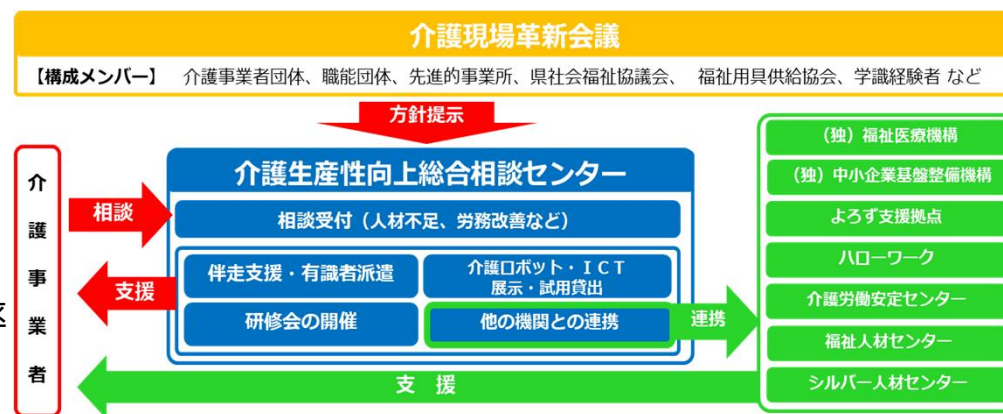 介護現場革新会議
【構成メンバー】 介護事業者団体、職能団体、先進的事業所、県社会福祉協議会、 福祉用具供給協会、学識経験者 など
方針提示
介護事業者
相談
支援
介護生産性向上総合相談センター
相談受付（人材不足、労務改善など）
伴走支援・有識者派遣
介護ロボット・ＩＣＴ
展示・試用貸出
研修会の開催
他の機関との連携
連携
（独）福祉医療機構
（独）中小企業基盤整備機構
よろず支援拠点
ハローワーク
介護労働安定センター
福祉人材センター
シルバー人材センター
支 援